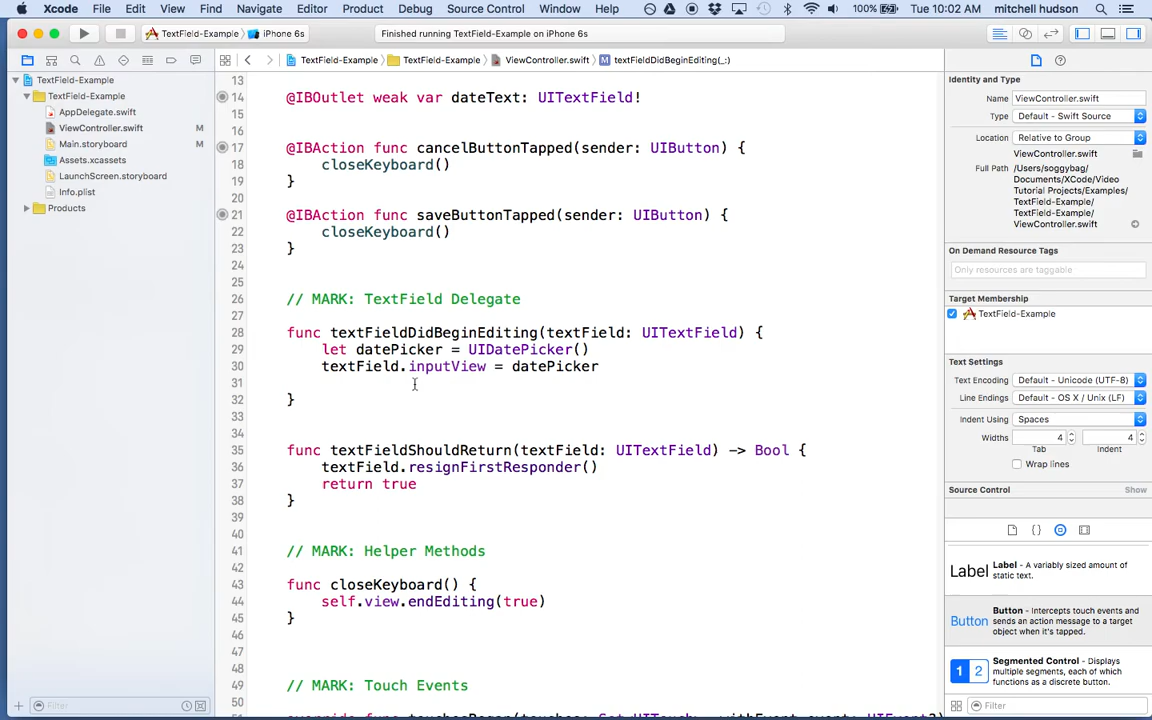 Xcode File Edit View Find Navigate Editor Product Debug Source Control Window Help 100% Tue 10:02 AM mitchell hudson
TextField-Example iPhone 6s Finished running TextField-Example on iPhone 6s
TextField-Example TextField-Example ViewController.swift M textFieldDidBeginEditing(_:)
TextField-Example
TextField-Example
AppDelegate.swift
ViewController.swift M
Main.storyboard M
Assets.xcassets
LaunchScreen.storyboard
Info.plist
Products
Filter
13
14 @IBOutlet weak var dateText: UITextField!
15
16
17 @IBAction func cancelButtonTapped(sender: UIButton) {
18 closeKeyboard()
19 }
20
21 @IBAction func saveButtonTapped(sender: UIButton) {
22 closeKeyboard()
23 }
24
25
26 // MARK: TextField Delegate
27
28 func textFieldDidBeginEditing(textField: UITextField) {
29 let datePicker = UIDatePicker()
30 textField.inputView = datePicker
31
32 }
33
34
35 func textFieldShouldReturn(textField: UITextField) -> Bool {
36 textField.resignFirstResponder()
37 return true
38 }
39
40
41 // MARK: Helper Methods
42
43 func closeKeyboard() {
44 self.view.endEditing(true)
45 }
46
47
48
49 // MARK: Touch Events
50
Identity and Type
Name ViewController.swift
Type Default - Swift Source
Location Relative to Group
ViewController.swift
Full Path /Users/soggybag/
Documents/XCode/Video
Tutorial Projects/Examples/
TextField-Example/
TextField-Example/
ViewController.swift
On Demand Resource Tags
Only resources are taggable
Target Membership
TextField-Example
Text Settings
Text Encoding Default - Unicode (UTF-8)
Line Endings Default - OS X / Unix (LF)
Indent Using Spaces
Widths 4 4
Tab Indent
Wrap lines
Source Control Show
Label Label - A variably sized amount of
static text.
Button Button - Intercepts touch events and
sends an action message to a target
object when it's tapped.
1 2 Segmented Control - Displays
multiple segments, each of which
functions as a discrete button.
Filter